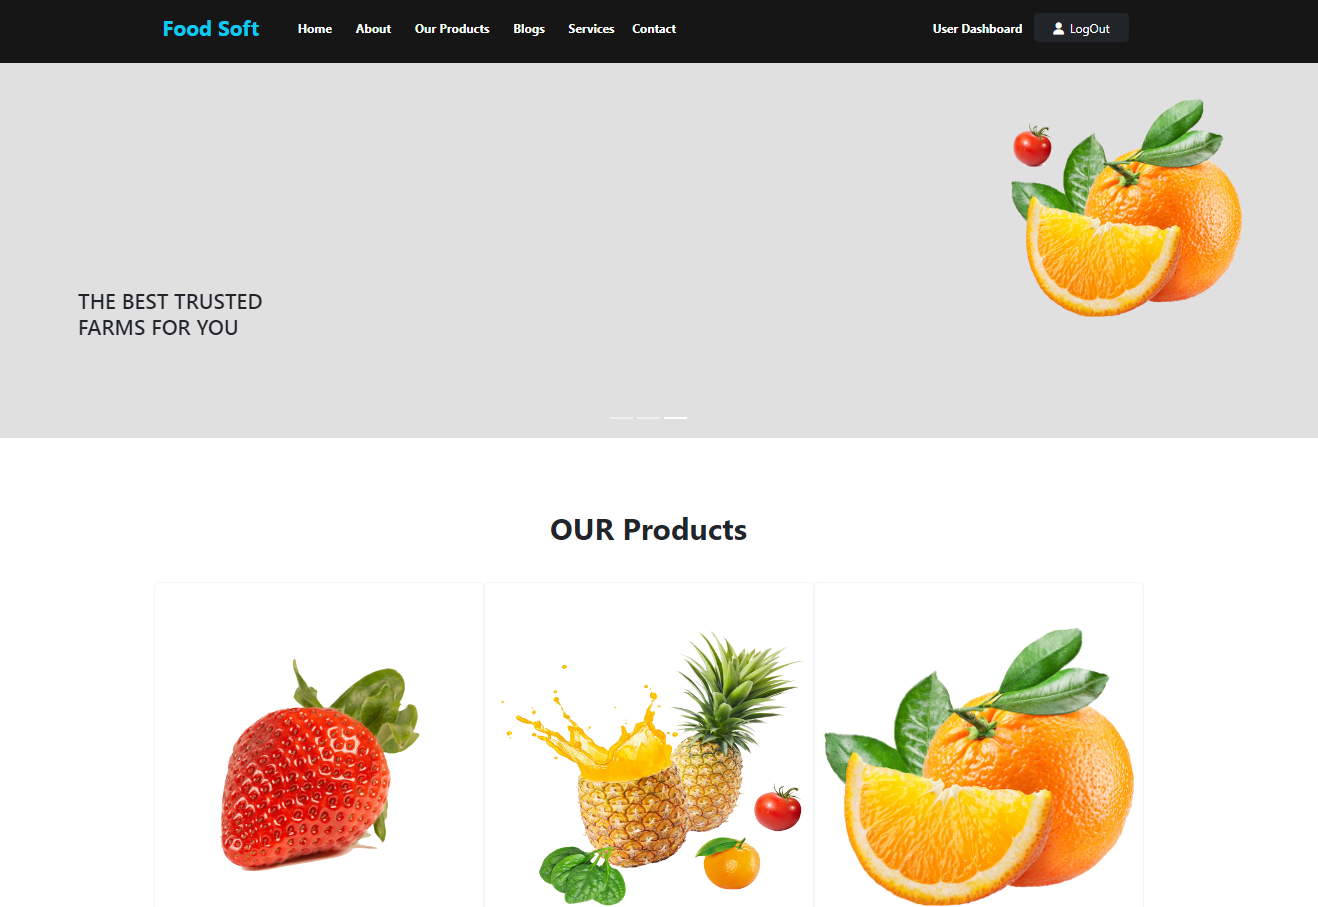 Food Soft Home About Our Products Blogs Services Contact User Dashboard LogOut
THE BEST TRUSTED
FARMS FOR YOU
OUR Products